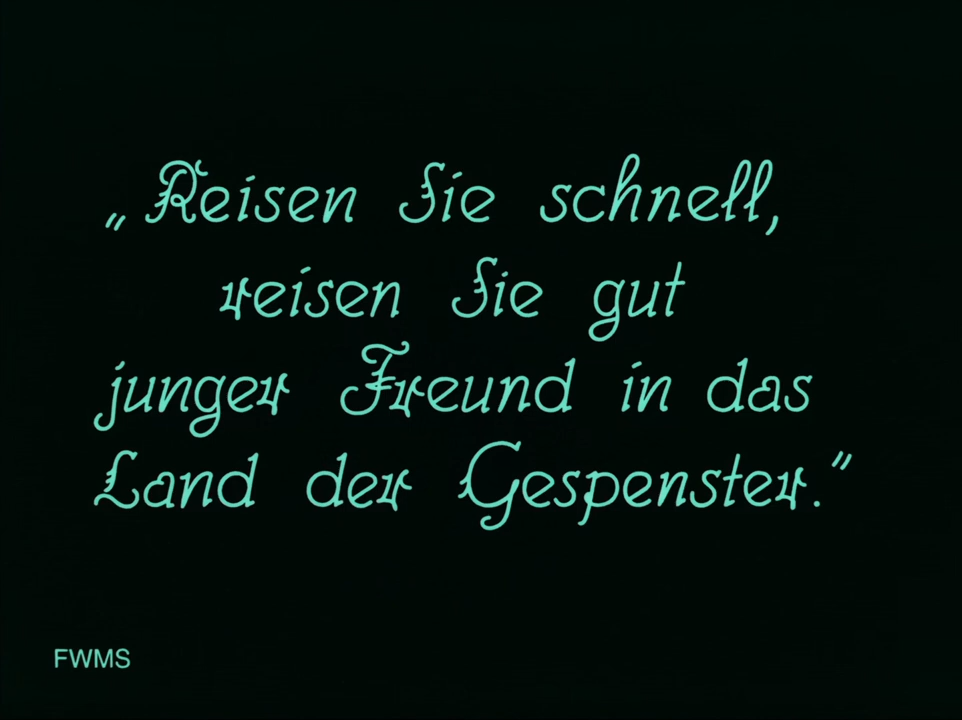 „Reisen Sie schnell,
reisen Sie gut
junger Freund in das
Land der Gespenster.”
FWMS